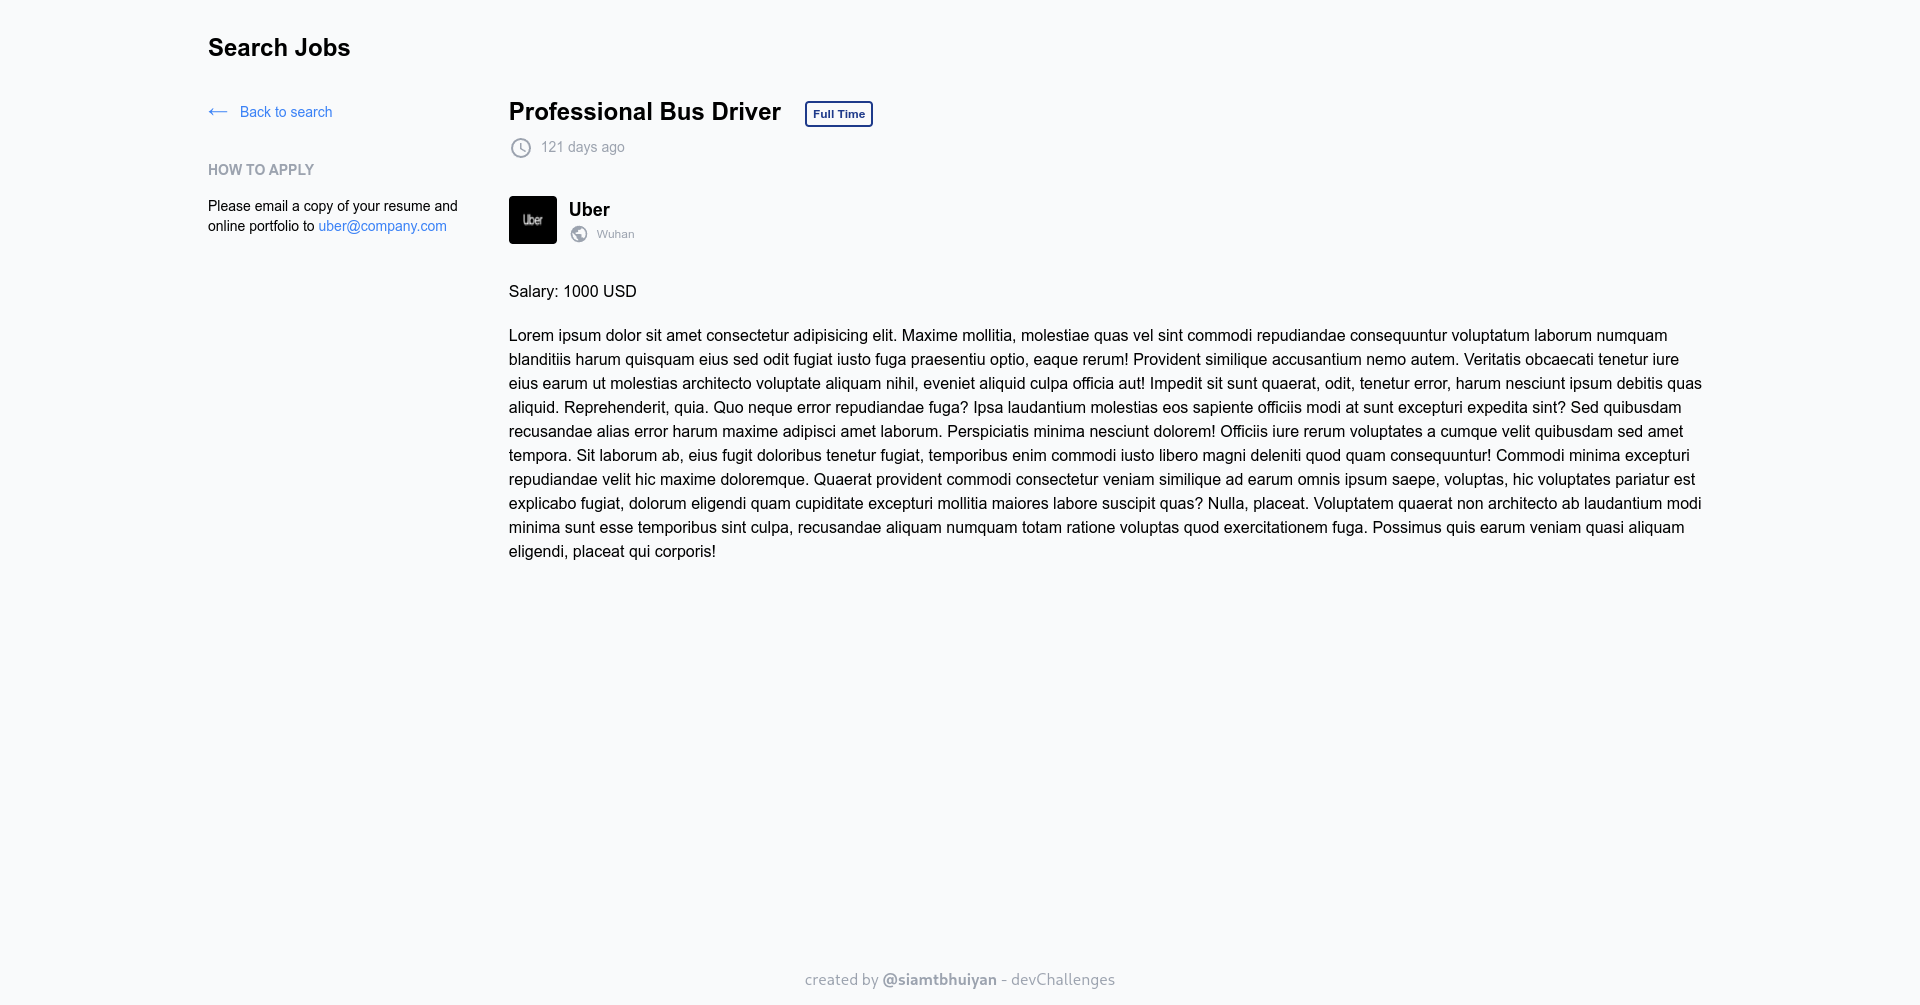 Search Jobs
Back to search
HOW TO APPLY
Please email a copy of your resume and
online portfolio to uber@company.com
Professional Bus Driver Full Time
121 days ago
Uber
Uber
Wuhan
Salary: 1000 USD
Lorem ipsum dolor sit amet consectetur adipisicing elit. Maxime mollitia, molestiae quas vel sint commodi repudiandae consequuntur voluptatum laborum numquam
blanditiis harum quisquam eius sed odit fugiat iusto fuga praesentiu optio, eaque rerum! Provident similique accusantium nemo autem. Veritatis obcaecati tenetur iure
eius earum ut molestias architecto voluptate aliquam nihil, eveniet aliquid culpa officia aut! Impedit sit sunt quaerat, odit, tenetur error, harum nesciunt ipsum debitis quas
aliquid. Reprehenderit, quia. Quo neque error repudiandae fuga? Ipsa laudantium molestias eos sapiente officiis modi at sunt excepturi expedita sint? Sed quibusdam
recusandae alias error harum maxime adipisci amet laborum. Perspiciatis minima nesciunt dolorem! Officiis iure rerum voluptates a cumque velit quibusdam sed amet
tempora. Sit laborum ab, eius fugit doloribus tenetur fugiat, temporibus enim commodi iusto libero magni deleniti quod quam consequuntur! Commodi minima excepturi
repudiandae velit hic maxime doloremque. Quaerat provident commodi consectetur veniam similique ad earum omnis ipsum saepe, voluptas, hic voluptates pariatur est
explicabo fugiat, dolorum eligendi quam cupiditate excepturi mollitia maiores labore suscipit quas? Nulla, placeat. Voluptatem quaerat non architecto ab laudantium modi
minima sunt esse temporibus sint culpa, recusandae aliquam numquam totam ratione voluptas quod exercitationem fuga. Possimus quis earum veniam quasi aliquam
eligendi, placeat qui corporis!
created by @siamtbhuiyan - devChallenges